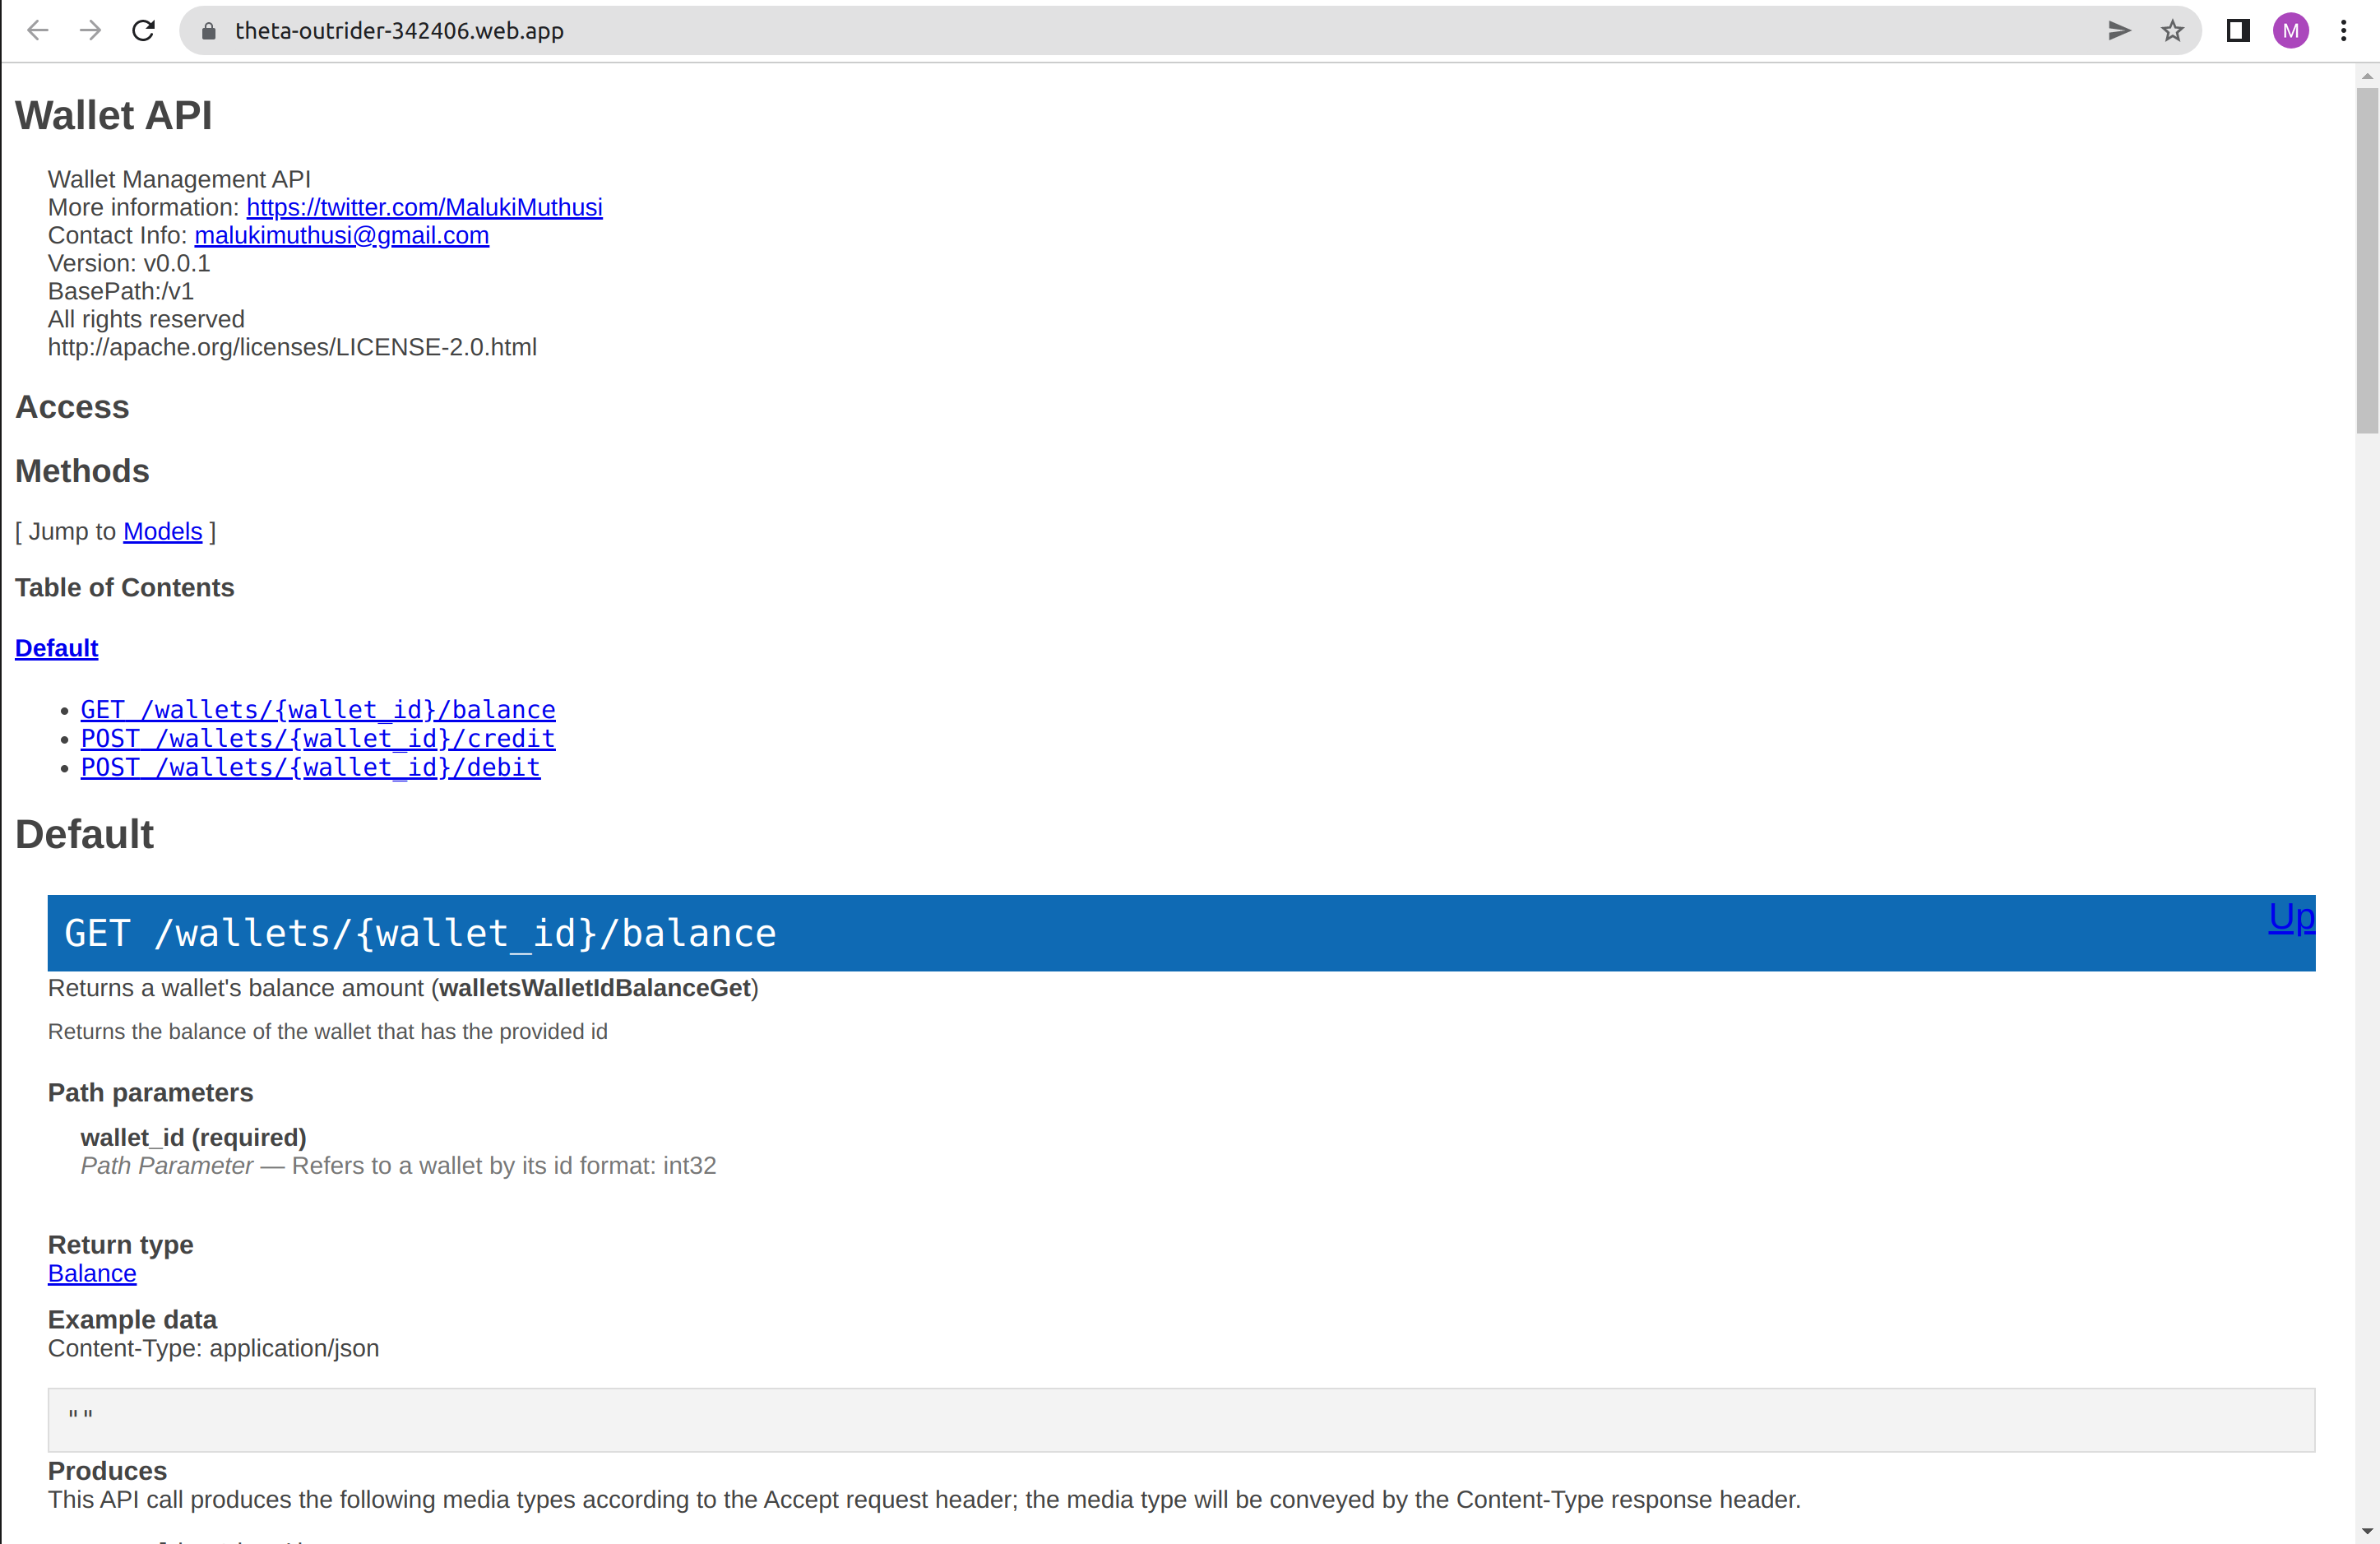 theta-outrider-342406.web.app
M
Wallet API
Wallet Management API
More information: https://twitter.com/MalukiMuthusi
Contact Info: malukimuthusi@gmail.com
Version: v0.0.1
BasePath:/v1
All rights reserved
http://apache.org/licenses/LICENSE-2.0.html
Access
Methods
[ Jump to Models ]
Table of Contents
Default
GET /wallets/{wallet_id}/balance
POST /wallets/{wallet_id}/credit
POST /wallets/{wallet_id}/debit
Default
GET /wallets/{wallet_id}/balance
Up
Returns a wallet's balance amount (walletsWalletIdBalanceGet)
Returns the balance of the wallet that has the provided id
Path parameters
wallet_id (required)
Path Parameter — Refers to a wallet by its id format: int32
Return type
Balance
Example data
Content-Type: application/json
""
Produces
This API call produces the following media types according to the Accept request header; the media type will be conveyed by the Content-Type response header.